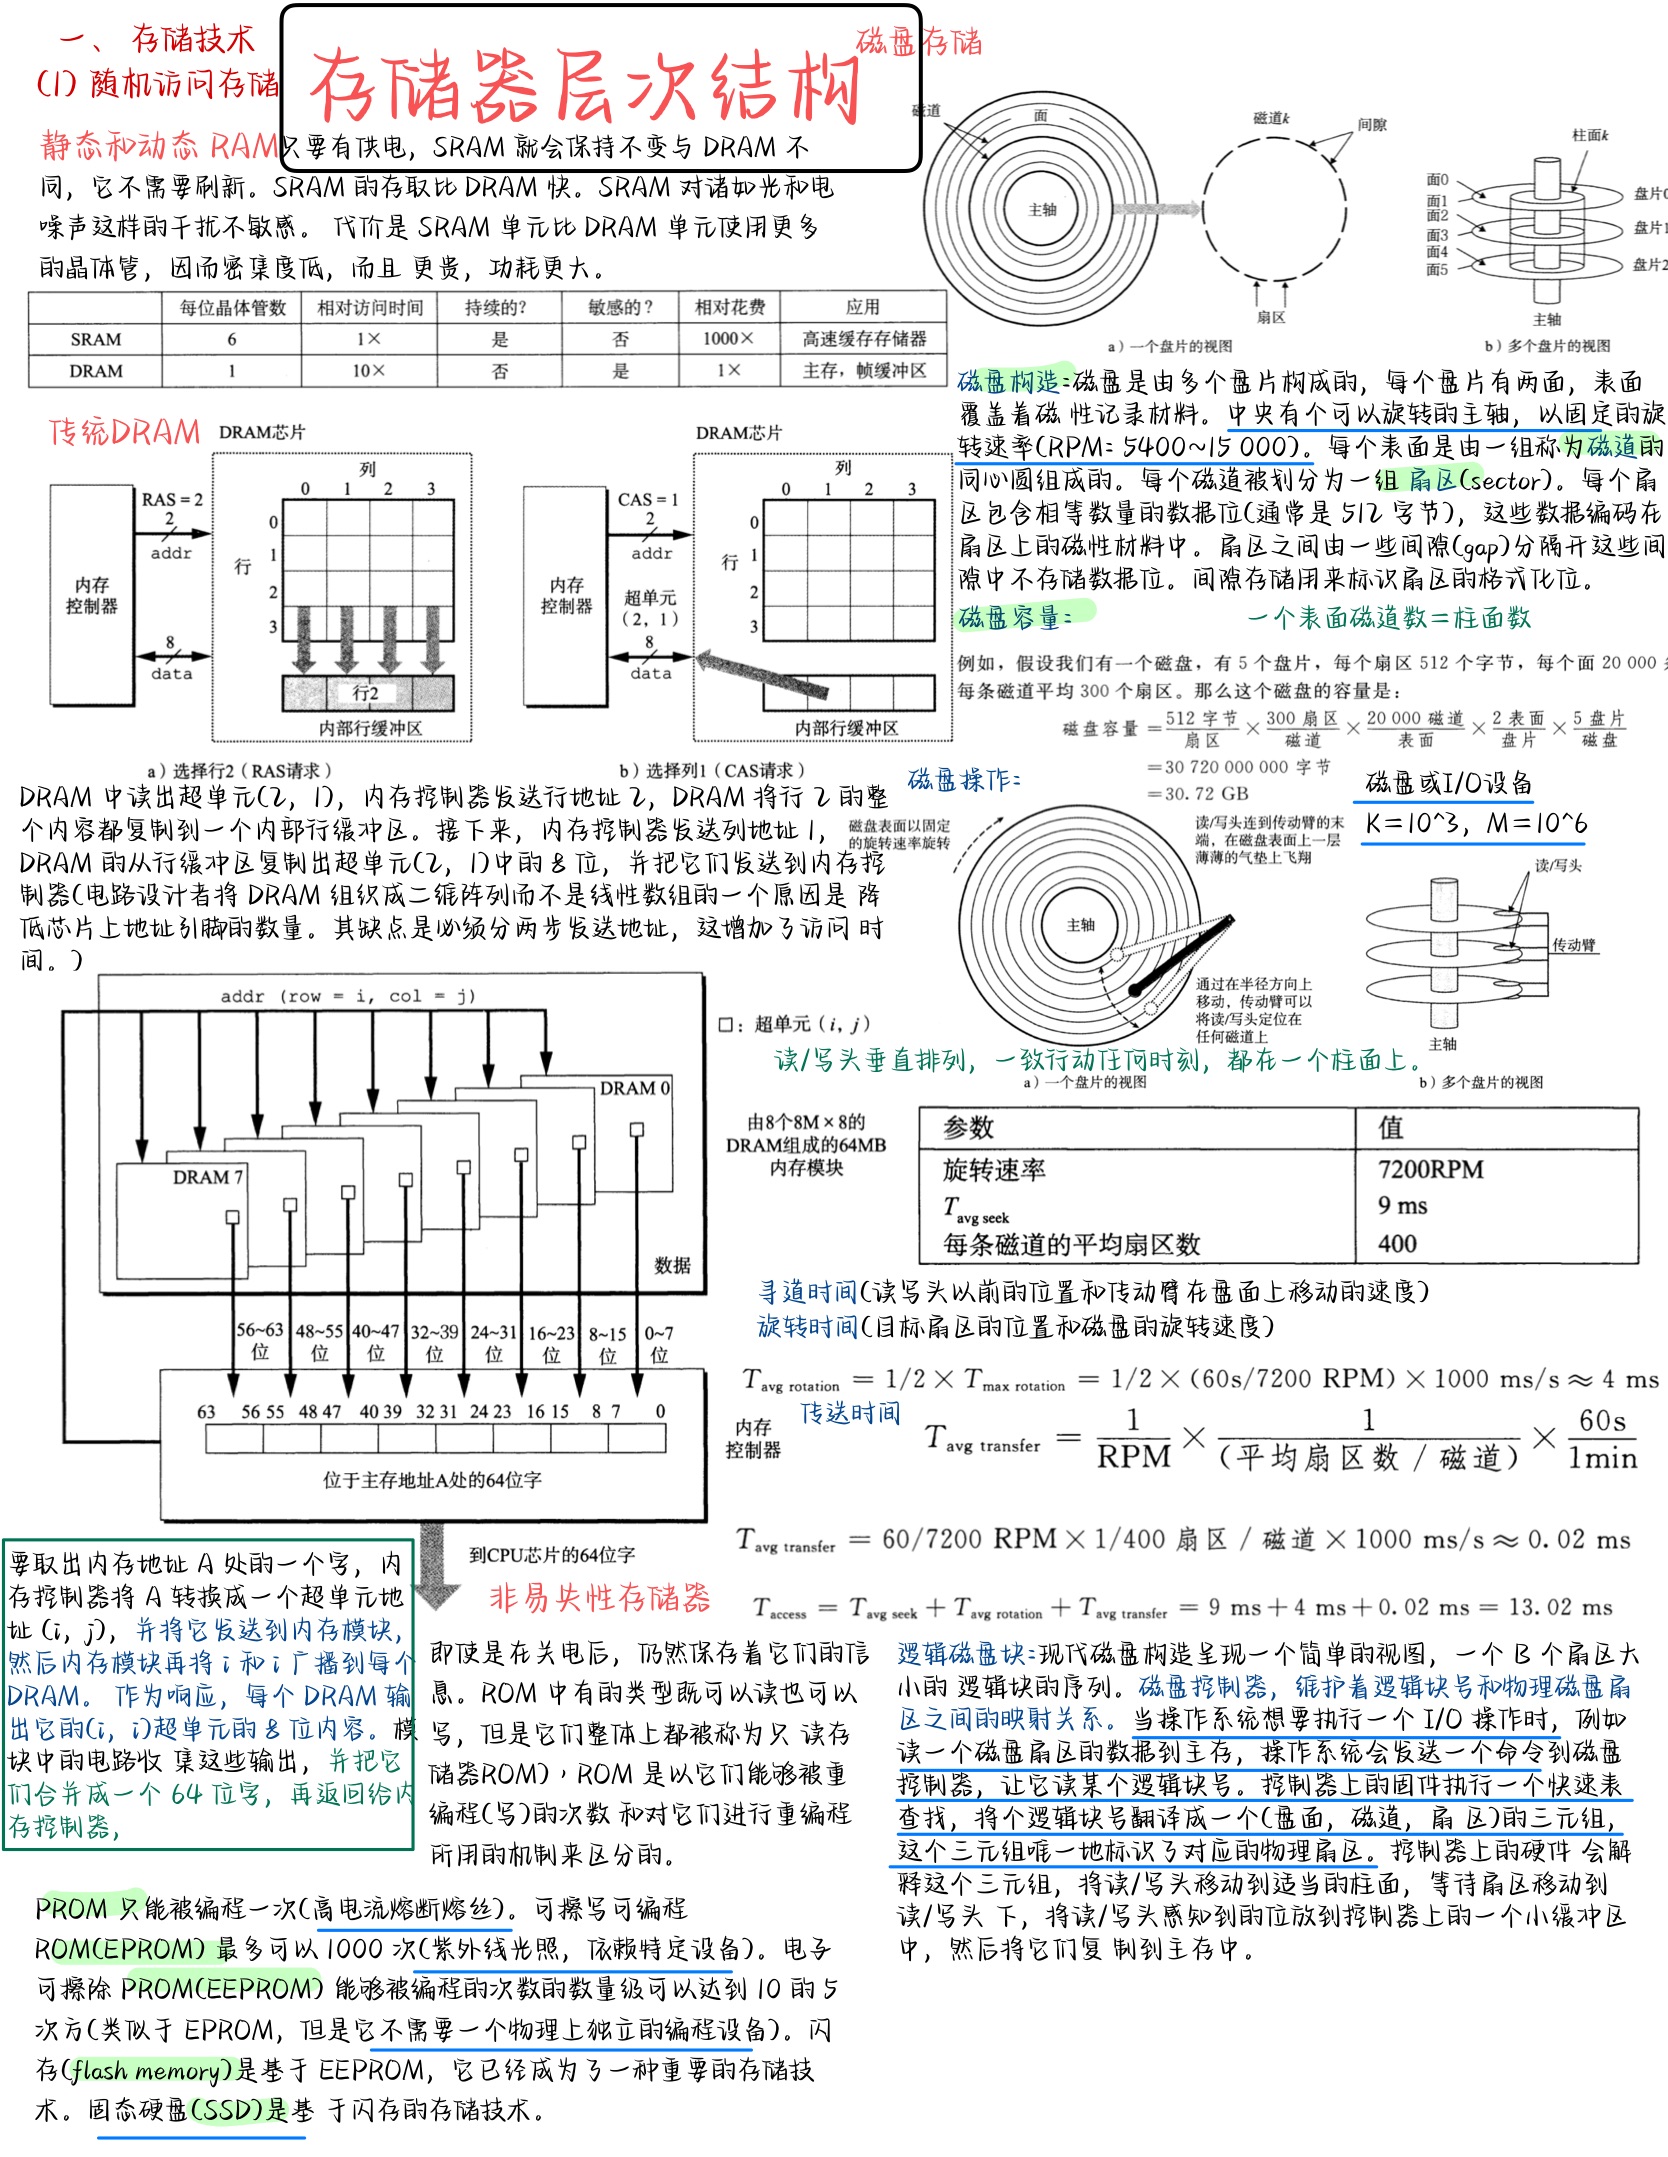 存储器层次结构
一、 存储技术
(1) 随机访问存储
静态和动态 RAM只要有供电, SRAM 就会保持不变与 DRAM 不
同, 它不需要刷新。SRAM 的存取比 DRAM 快。SRAM 对诸如光和电
噪声这样的干扰不敏感。 代价是 SRAM 单元比 DRAM 单元使用更多
的晶体管, 因而密集度低, 而且 更贵, 功耗更大。
每位晶体管数 相对访问时间 持续的? 敏感的? 相对花费 应用
SRAM 6 1× 是 否 1000× 高速缓存存储器
DRAM 1 10× 否 是 1× 主存，帧缓冲区
传统DRAM
DRAM芯片
列
0 1 2 3
RAS = 2
2
addr
行
0
1
2
3
内存
控制器
8
data
行2
内部行缓冲区
a）选择行2（RAS请求）
DRAM芯片
列
0 1 2 3
CAS = 1
2
addr
行
0
1
2
3
内存
控制器
超单元
（2，1）
8
data
内部行缓冲区
b）选择列1（CAS请求）
DRAM 中读出超单元(2, 1), 内存控制器发送行地址 2, DRAM 将行 2 的整
个内容都复制到一个内部行缓冲区。接下来, 内存控制器发送列地址 1,
DRAM 的从行缓冲区复制出超单元(2, 1)中的 8 位, 并把它们发送到内存控
制器(电路设计者将 DRAM 组织成二维阵列而不是线性数组的一个原因是 降
低芯片上地址引脚的数量。其缺点是必须分两步发送地址, 这增加了访问 时
间。)
addr (row = i, col = j)
□：超单元（i, j）
DRAM 0
DRAM 7
数据
由8个8M×8的
DRAM组成的64MB
内存模块
56~63 48~55 40~47 32~39 24~31 16~23 8~15 0~7
位 位 位 位 位 位 位 位
63 56 55 48 47 40 39 32 31 24 23 16 15 8 7 0
位于主存地址A处的64位字
内存
控制器
到CPU芯片的64位字
要取出内存地址 A 处的一个字, 内
存控制器将 A 转换成一个超单元地
址 (i, j), 并将它发送到内存模块,
然后内存模块再将 i 和 i 广播到每个
DRAM。 作为响应, 每个 DRAM 输
出它的(i, i)超单元的 8 位内容。模
块中的电路收 集这些输出, 并把它
们合并成一个 64 位字, 再返回给内
存控制器,
非易失性存储器
即使是在关电后, 仍然保存着它们的信
息。ROM 中有的类型既可以读也可以
写, 但是它们整体上都被称为只 读存
储器ROM)，ROM 是以它们能够被重
编程(写)的次数 和对它们进行重编程
所用的机制来区分的。
PROM 只能被编程一次(高电流熔断熔丝)。可擦写可编程
ROM(EPROM) 最多可以 1000 次(紫外线光照, 依赖特定设备)。电子
可擦除 PROM(EEPROM) 能够被编程的次数的数量级可以达到 10 的 5
次方(类似于 EPROM, 但是它不需要一个物理上独立的编程设备)。闪
存(flash memory)是基于 EEPROM, 它已经成为了一种重要的存储技
术。固态硬盘(SSD)是基 于闪存的存储技术。
磁盘存储
磁道
面
主轴
磁道k
间隙
扇区
a）一个盘片的视图
柱面k
面0
面1
面2
面3
面4
面5
盘片0
盘片1
盘片2
主轴
b）多个盘片的视图
磁盘构造:磁盘是由多个盘片构成的, 每个盘片有两面, 表面
覆盖着磁 性记录材料。中央有个可以旋转的主轴, 以固定的旋
转速率(RPM: 5400~15 000)。每个表面是由一组称为磁道的
同心圆组成的。每个磁道被划分为一组 扇区(sector)。每个扇
区包含相等数量的数据位(通常是 512 字节), 这些数据编码在
扇区上的磁性材料中。扇区之间由一些间隙(gap)分隔开这些间
隙中不存储数据位。间隙存储用来标识扇区的格式化位。
磁盘容量: 一个表面磁道数=柱面数
例如，假设我们有一个磁盘，有 5 个盘片，每个扇区 512 个字节，每个面 20 000
每条磁道平均 300 个扇区。那么这个磁盘的容量是：
磁盘容量 = 512 字节/扇区 × 300 扇区/磁道 × 20 000 磁道/表面 × 2 表面/盘片 × 5 盘片/磁盘
= 30 720 000 000 字节
= 30.72 GB
磁盘操作:
磁盘或I/O设备
K=10^3, M=10^6
磁盘表面以固定
的旋转速率旋转
主轴
读/写头连到传动臂的末
端，在磁盘表面上一层
薄薄的气垫上飞翔
通过在半径方向上
移动，传动臂可以
将读/写头定位在
任何磁道上
读/写头
传动臂
主轴
读/写头垂直排列, 一致行动任何时刻, 都在一个柱面上。
a）一个盘片的视图
b）多个盘片的视图
参数 值
旋转速率 7200RPM
T avg seek 9 ms
每条磁道的平均扇区数 400
寻道时间(读写头以前的位置和传动臂在盘面上移动的速度)
旋转时间(目标扇区的位置和磁盘的旋转速度)
T avg rotation = 1/2 × T max rotation = 1/2 × (60s/7200 RPM) × 1000 ms/s ≈ 4 ms
传送时间
T avg transfer = 1/RPM × 1/(平均扇区数 / 磁道) × 60s/1min
T avg transfer = 60/7200 RPM × 1/400 扇区 / 磁道 × 1000 ms/s ≈ 0.02 ms
T access = T avg seek + T avg rotation + T avg transfer = 9 ms + 4 ms + 0.02 ms = 13.02 ms
逻辑磁盘块:现代磁盘构造呈现一个简单的视图, 一个 B 个扇区大
小的 逻辑块的序列。磁盘控制器, 维护着逻辑块号和物理磁盘扇
区之间的映射关系。当操作系统想要执行一个 I/O 操作时, 例如
读一个磁盘扇区的数据到主存, 操作系统会发送一个命令到磁盘
控制器, 让它读某个逻辑块号。控制器上的固件执行一个快速表
查找, 将个逻辑块号翻译成一个(盘面, 磁道, 扇 区)的三元组,
这个三元组唯一地标识了对应的物理扇区。控制器上的硬件 会解
释这个三元组, 将读/写头移动到适当的柱面, 等待扇区移动到
读/写头 下, 将读/写头感知到的位放到控制器上的一个小缓冲区
中, 然后将它们复 制到主存中。